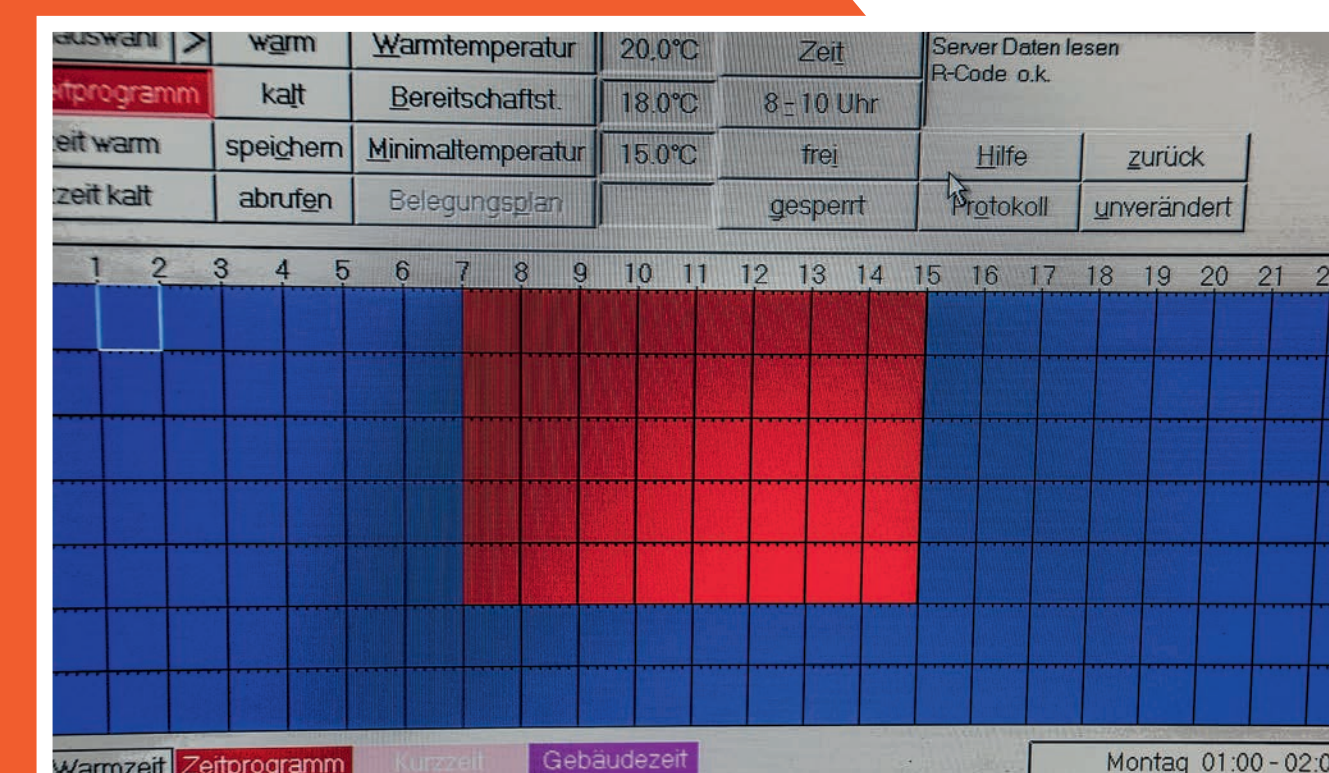 > warm Warmtemperatur 20.0°C Zeit Server Daten lesen
R-Code o.k.
kalt Bereitschaftst. 18.0°C 8 - 10 Uhr
warm speichern Minimaltemperatur 15.0°C frei Hilfe zurück
kalt abrufen Belegungsplan gesperrt Protokoll unverändert
1 2 3 4 5 6 7 8 9 10 11 12 13 14 15 16 17 18 19 20 21
Warmzeit Zeitprogramm Kurzzeit Gebäudezeit Montag 01:00 - 02:0